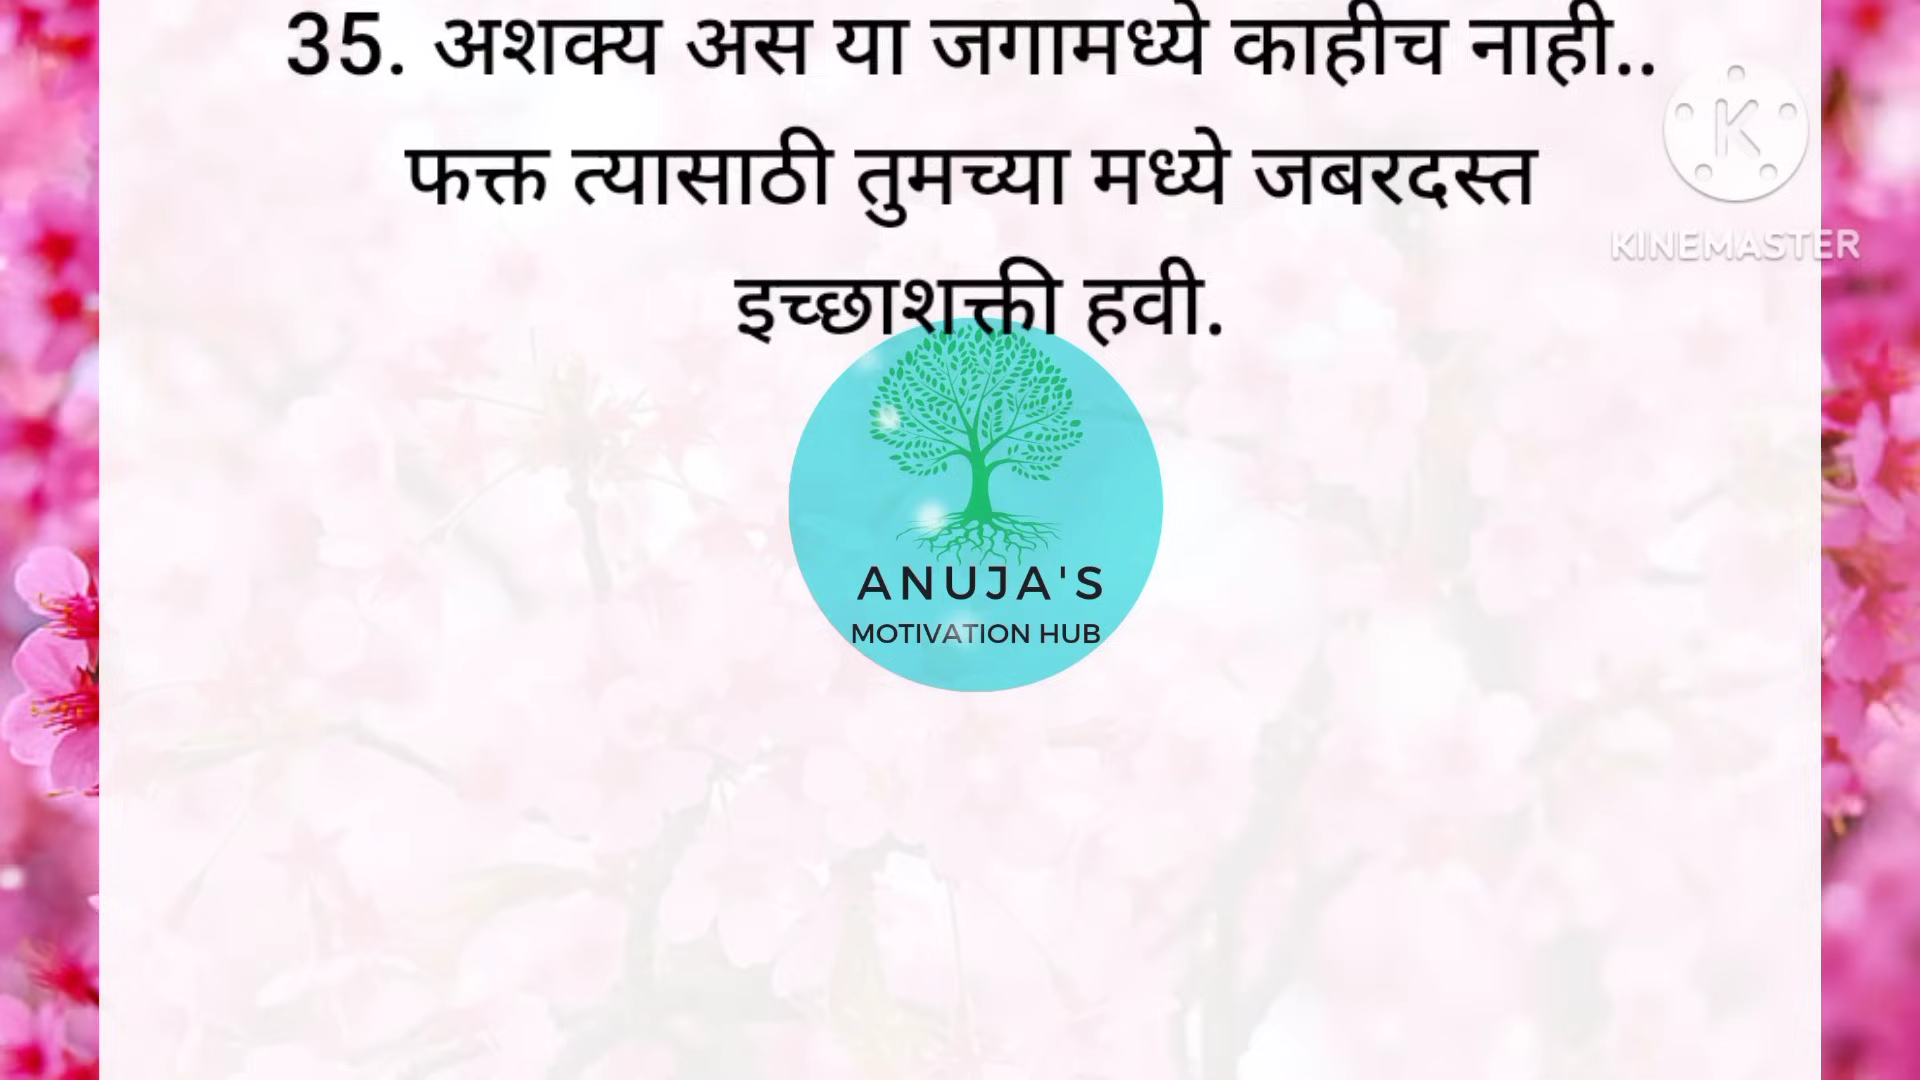 35. अशक्य अस या जगामध्ये काहीच नाही..
फक्त त्यासाठी तुमच्या मध्ये जबरदस्त
इच्छाशक्ती हवी.
K
KINEMASTER
ANUJA'S
MOTIVATION HUB